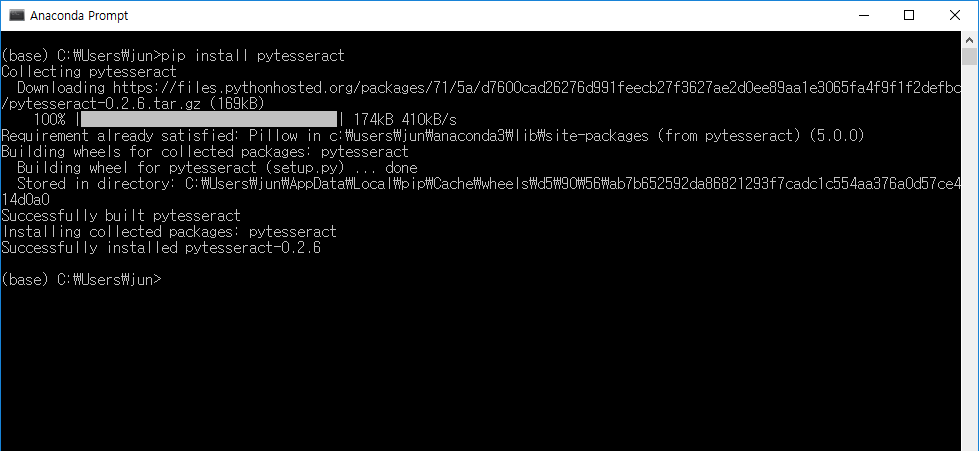 Anaconda Prompt
(base) C:₩Users₩jun>pip install pytesseract
Collecting pytesseract
  Downloading https://files.pythonhosted.org/packages/71/5a/d7600cad26276d991feecb27f3627ae2d0ee89aa1e3065fa4f9f1f2defbc
/pytesseract-0.2.6.tar.gz (169kB)
    100% |████████████████████████████████| 174kB 410kB/s
Requirement already satisfied: Pillow in c:₩users₩jun₩anaconda3₩lib₩site-packages (from pytesseract) (5.0.0)
Building wheels for collected packages: pytesseract
  Building wheel for pytesseract (setup.py) ... done
  Stored in directory: C:₩Users₩jun₩AppData₩Local₩pip₩Cache₩wheels₩d5₩90₩56₩ab7b652592da86821293f7cadc1c554aa376a0d57ce4
14d0a0
Successfully built pytesseract
Installing collected packages: pytesseract
Successfully installed pytesseract-0.2.6
(base) C:₩Users₩jun>